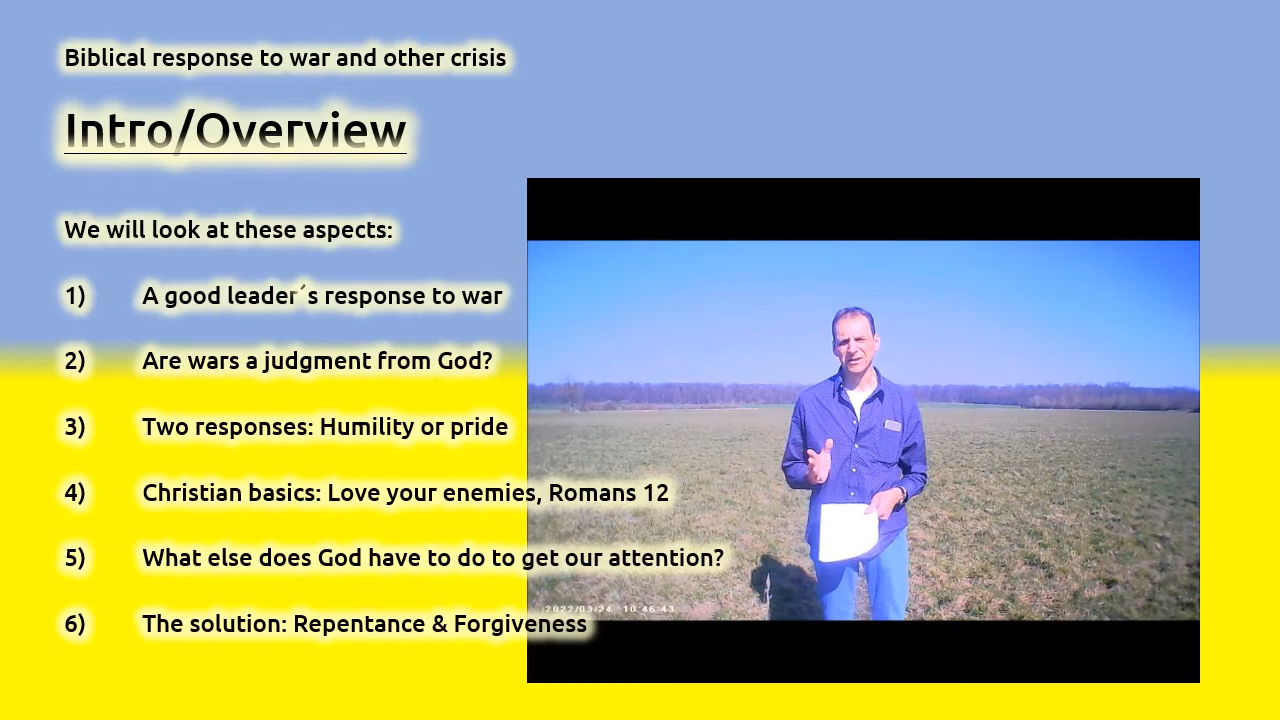 Biblical response to war and other crisis
Intro/Overview
We will look at these aspects:
1) A good leader´s response to war
2) Are wars a judgment from God?
3) Two responses: Humility or pride
4) Christian basics: Love your enemies, Romans 12
5) What else does God have to do to get our attention?
6) The solution: Repentance & Forgiveness
2022/03/24 10:46:43